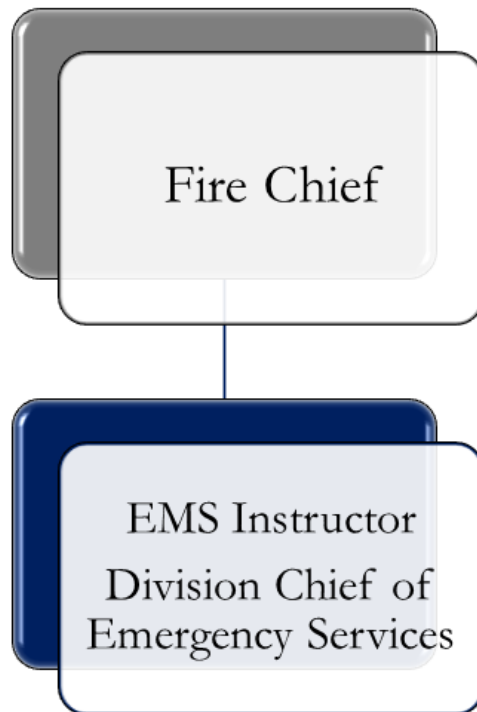 Fire Chief
EMS Instructor
Division Chief of
Emergency Services